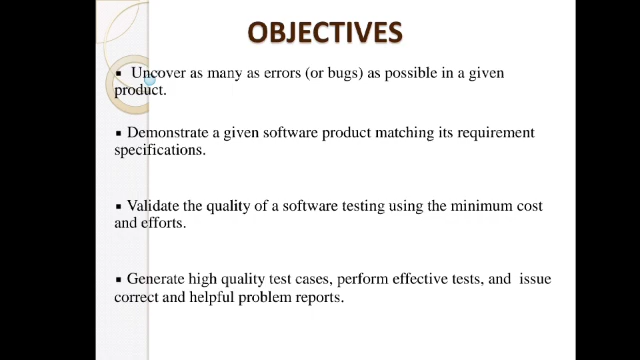 OBJECTIVES
▪ Uncover as many as errors (or bugs) as possible in a given
product.
▪ Demonstrate a given software product matching its requirement
specifications.
▪ Validate the quality of a software testing using the minimum cost
and efforts.
▪ Generate high quality test cases, perform effective tests, and issue
correct and helpful problem reports.